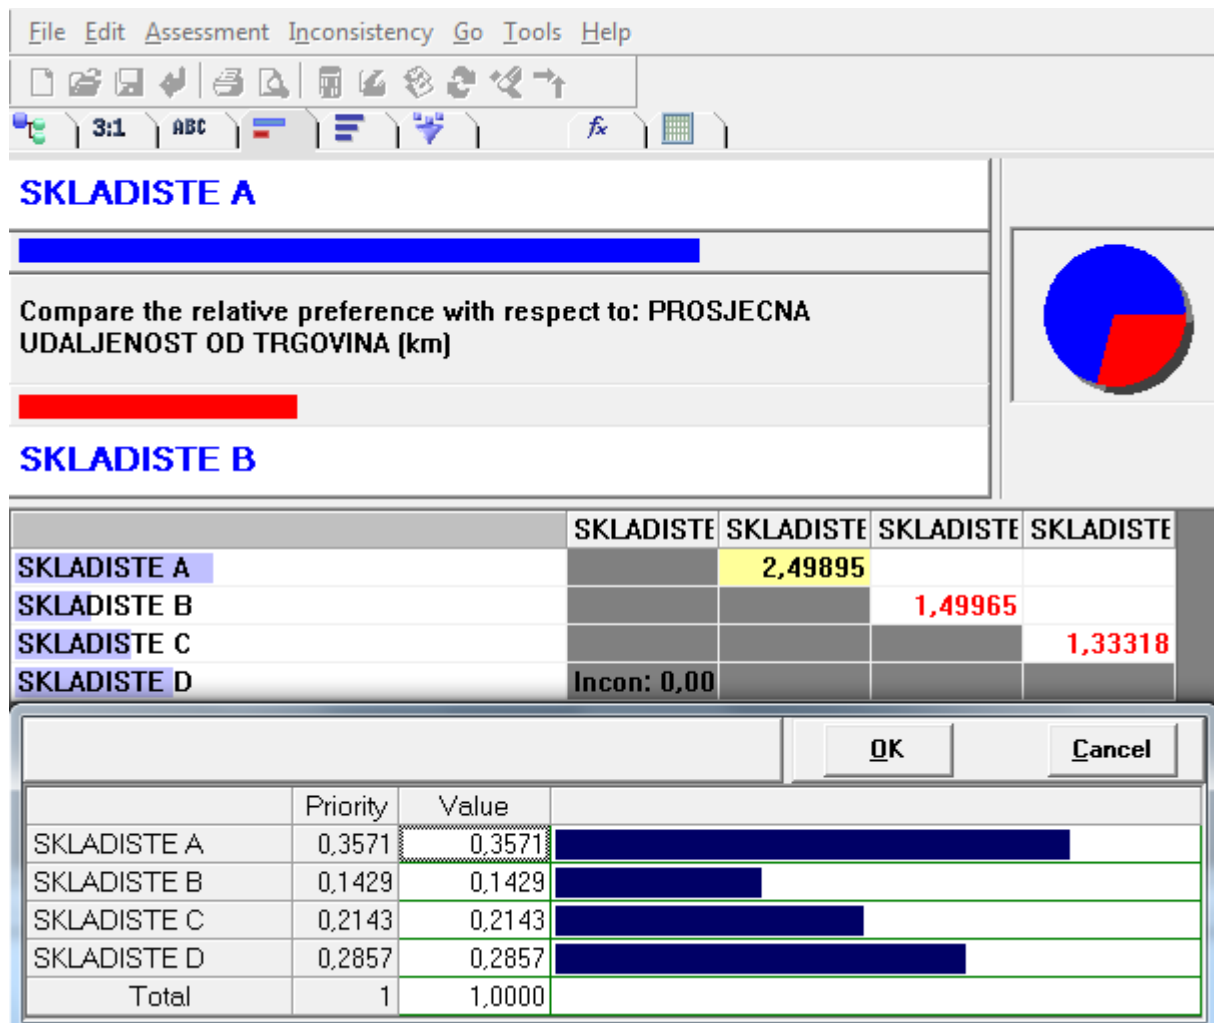 File Edit Assessment Inconsistency Go Tools Help
3:1 ABC fx
SKLADISTE A
Compare the relative preference with respect to: PROSJECNA
UDALJENOST OD TRGOVINA (km)
SKLADISTE B
SKLADISTE SKLADISTE SKLADISTE SKLADISTE
SKLADISTE A 2,49895
SKLADISTE B 1,49965
SKLADISTE C 1,33318
SKLADISTE D Incon: 0,00
OK Cancel
Priority Value
SKLADISTE A 0,3571 0,3571
SKLADISTE B 0,1429 0,1429
SKLADISTE C 0,2143 0,2143
SKLADISTE D 0,2857 0,2857
Total 1 1,0000